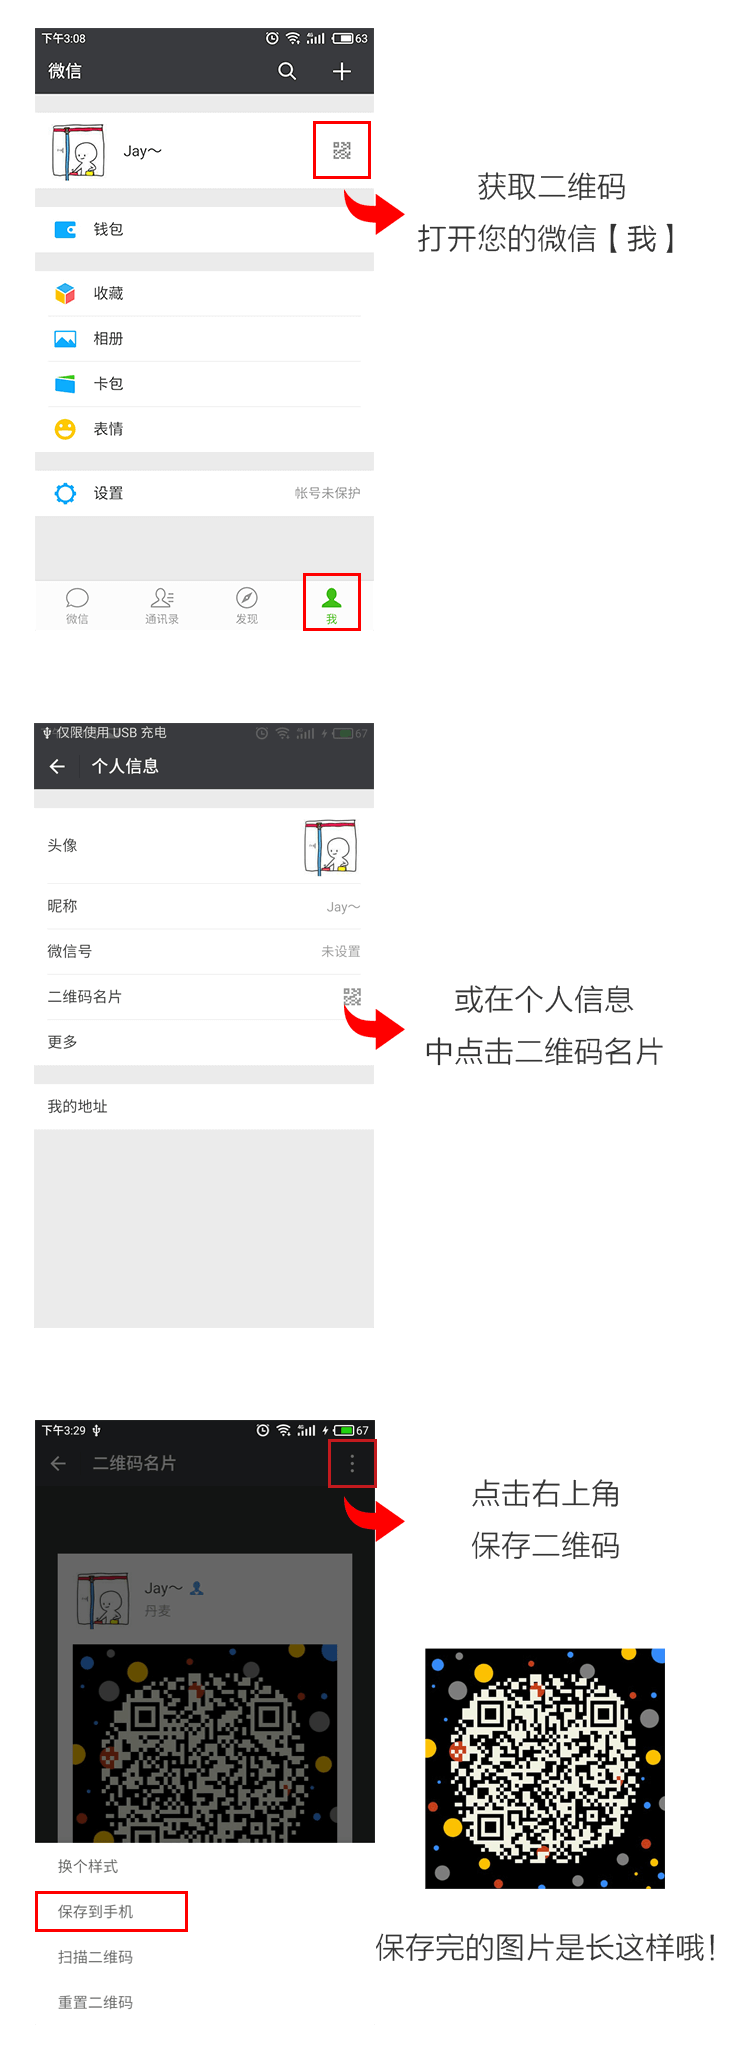 下午3:08
63
微信
Jay～
获取二维码
打开您的微信【我】
钱包
收藏
相册
卡包
表情
设置
帐号未保护
微信
通讯录
发现
我
仅限使用 USB 充电
67
个人信息
头像
昵称
Jay～
微信号
未设置
二维码名片
更多
我的地址
或在个人信息
中点击二维码名片
下午3:29
67
二维码名片
点击右上角
保存二维码
Jay～
丹麦
换个样式
保存到手机
扫描二维码
重置二维码
保存完的图片是长这样哦!